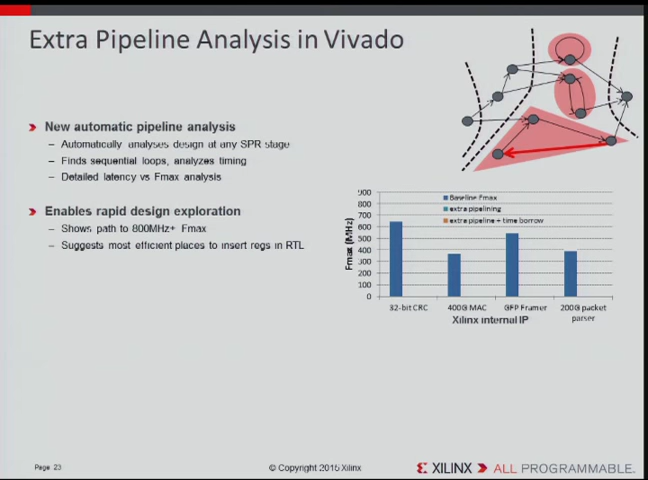 Extra Pipeline Analysis in Vivado
New automatic pipeline analysis
– Automatically analyses design at any SPR stage
– Finds sequential loops, analyzes timing
– Detailed latency vs Fmax analysis
Enables rapid design exploration
– Shows path to 800MHz+ Fmax
– Suggests most efficient places to insert regs in RTL
Baseline Fmax
extra pipelining
extra pipeline + time borrow
Fmax (MHz)
900
800
700
600
500
400
300
200
100
0
32-bit CRC 400G MAC GFP Framer 200G packet
parser
Xilinx internal IP
Page 23
© Copyright 2015 Xilinx
XILINX ALL PROGRAMMABLE.